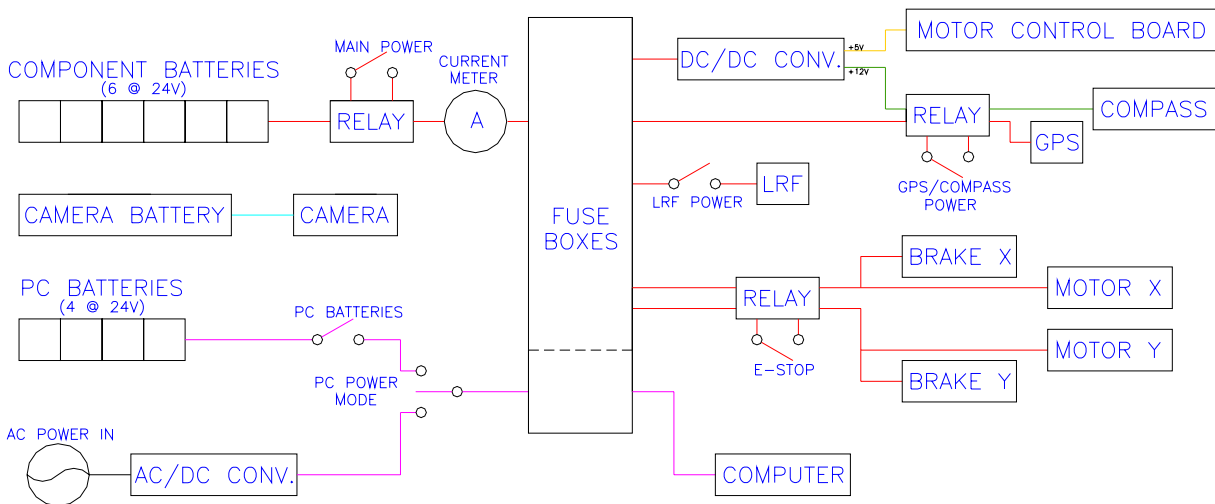 COMPONENT BATTERIES
(6 @ 24V)
MAIN POWER
RELAY
CURRENT
METER
A
CAMERA BATTERY
CAMERA
PC BATTERIES
(4 @ 24V)
PC BATTERIES
PC POWER
MODE
AC POWER IN
AC/DC CONV.
FUSE
BOXES
DC/DC CONV.
+5V
+12V
MOTOR CONTROL BOARD
RELAY
COMPASS
GPS
GPS/COMPASS
POWER
LRF POWER
LRF
RELAY
E-STOP
BRAKE X
MOTOR X
MOTOR Y
BRAKE Y
COMPUTER